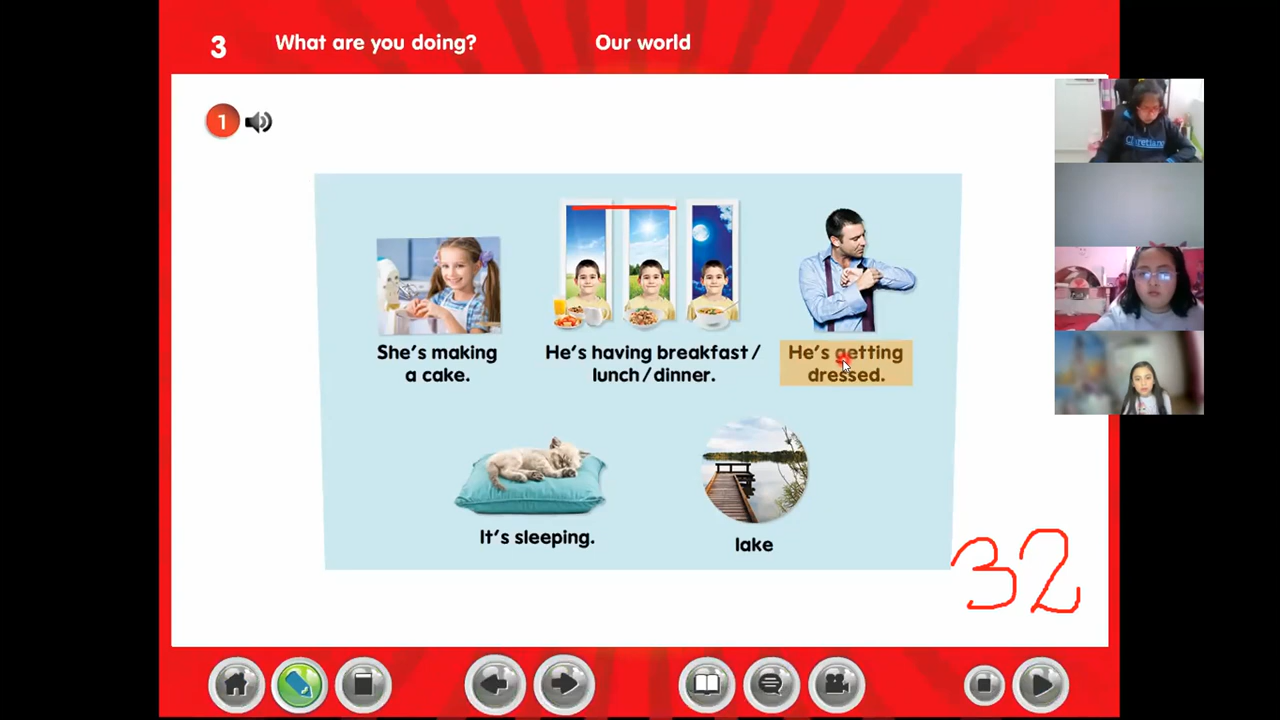 3 What are you doing? Our world
1
She's making
a cake.
He's having breakfast /
lunch / dinner.
He's getting
dressed.
It's sleeping.
lake
32
Claretiano